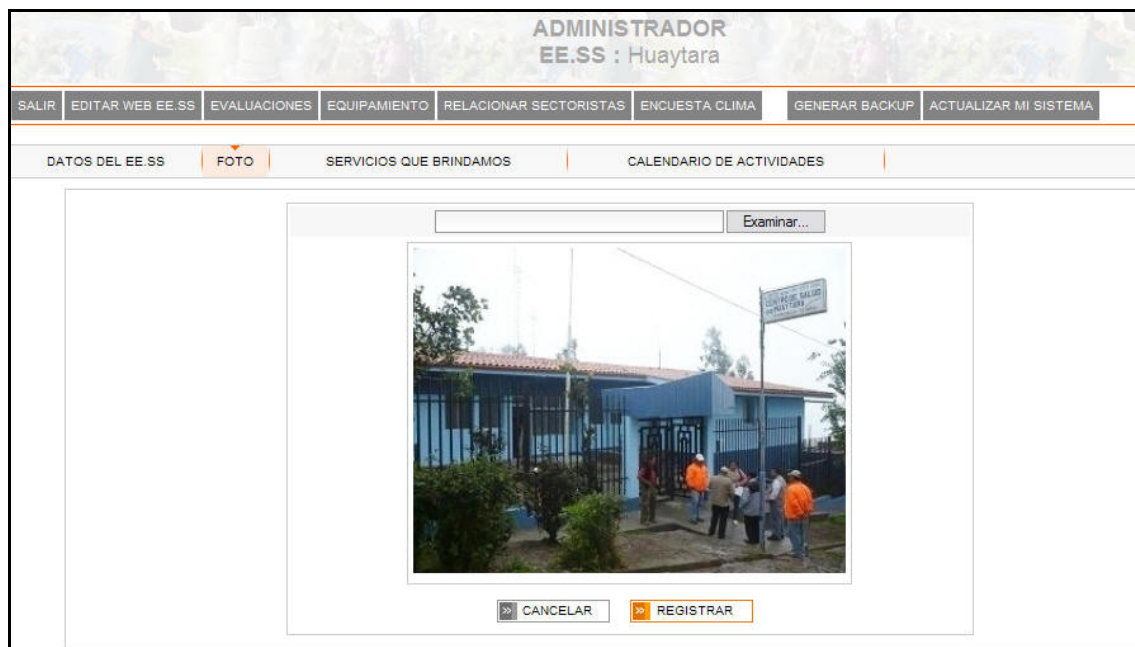 ADMINISTRADOR
EE.SS : Huaytara
SALIR EDITAR WEB EE.SS EVALUACIONES EQUIPAMIENTO RELACIONAR SECTORISTAS ENCUESTA CLIMA GENERAR BACKUP ACTUALIZAR MI SISTEMA
DATOS DEL EE.SS FOTO SERVICIOS QUE BRINDAMOS CALENDARIO DE ACTIVIDADES
Examinar...
CENTRO DE SALUD
HUAYTARA
CANCELAR REGISTRAR